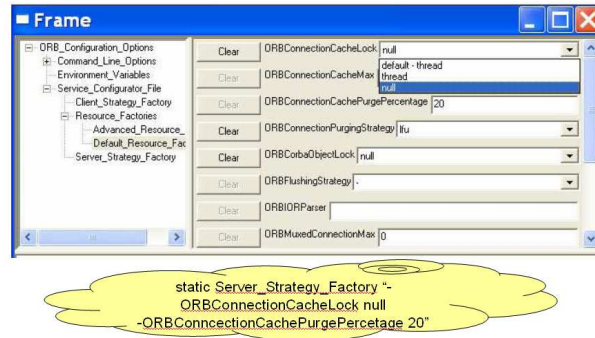 Frame
ORB_Configuration_Options
Command_Line_Options
Environment_Variables
Service_Configurator_File
Client_Strategy_Factory
Resource_Factories
Advanced_Resource_
Default_Resource_Fac
Server_Strategy_Factory
Clear ORBConnectionCacheLock null
default - thread
thread
null
Clear ORBConnectionCacheMax
Clear ORBConnectionCachePurgePercentage 20
Clear ORBConnectionPurgingStrategy lfu
Clear ORBCorbaObjectLock null
Clear ORBFlushingStrategy -
Clear ORBIORParser
Clear ORBMuxedConnectionMax 0
static Server_Strategy_Factory “-
ORBConnectionCacheLock null
-ORBConncectionCachePurgePercetage 20”